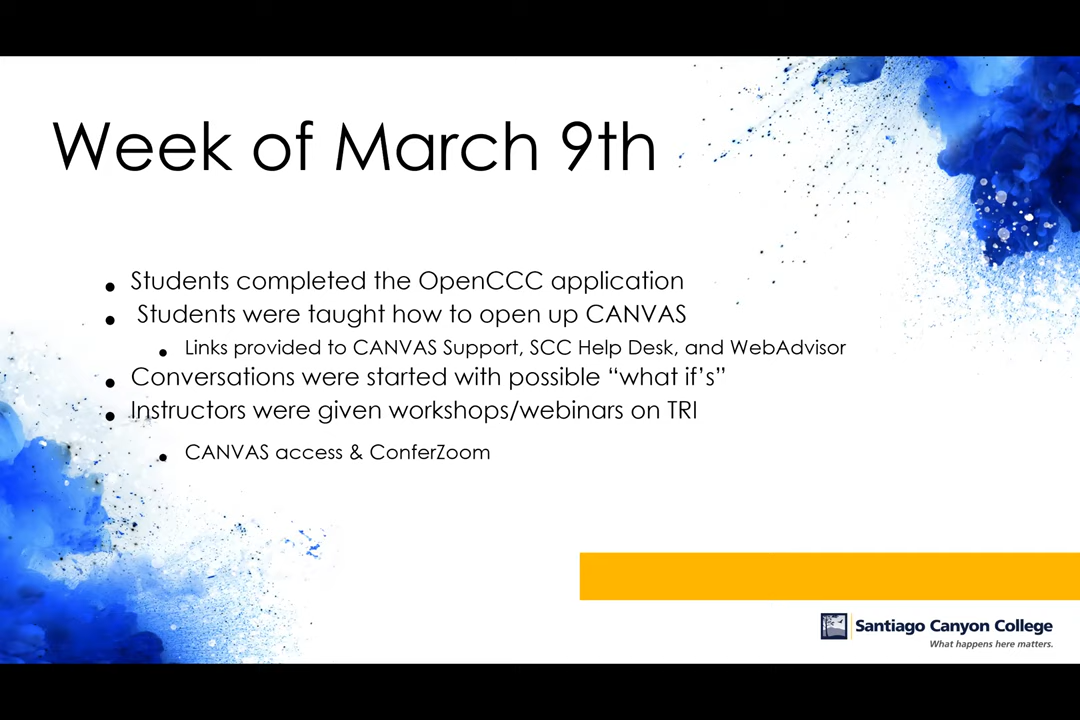 Week of March 9th
• Students completed the OpenCCC application
• Students were taught how to open up CANVAS
• Links provided to CANVAS Support, SCC Help Desk, and WebAdvisor
• Conversations were started with possible “what if’s”
• Instructors were given workshops/webinars on TRI
• CANVAS access & ConferZoom
Santiago Canyon College
What happens here matters.